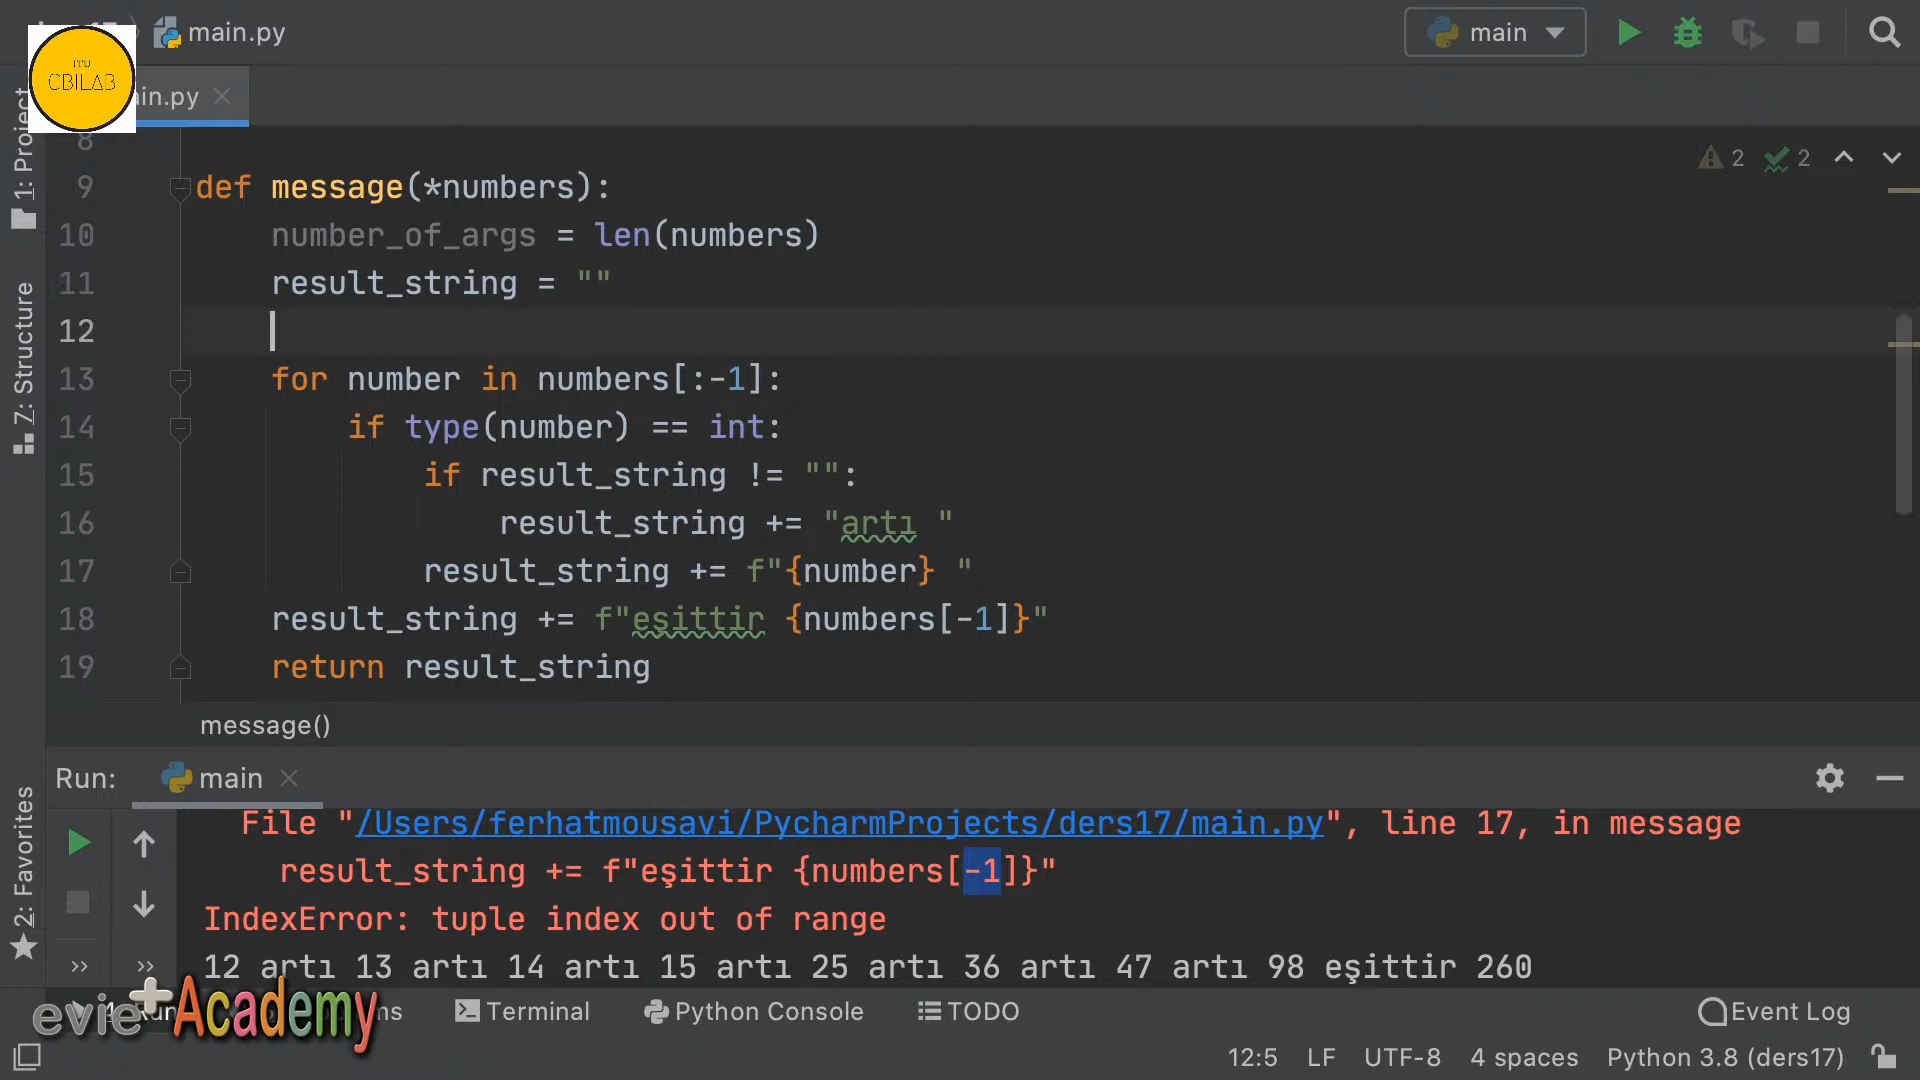 main.py
main
ITU
CBILAB
in.py
1: Project
7: Structure
2: Favorites
2 2
8
9 def message(*numbers):
10 number_of_args = len(numbers)
11 result_string = ""
12
13 for number in numbers[:-1]:
14 if type(number) == int:
15 if result_string != "":
16 result_string += "artı "
17 result_string += f"{number} "
18 result_string += f"eşittir {numbers[-1]}"
19 return result_string
message()
Run: main
File "/Users/ferhatmousavi/PycharmProjects/ders17/main.py", line 17, in message
result_string += f"eşittir {numbers[-1]}"
IndexError: tuple index out of range
12 artı 13 artı 14 artı 15 artı 25 artı 36 artı 47 artı 98 eşittir 260
evie+Academy
Terminal Python Console TODO Event Log
12:5 LF UTF-8 4 spaces Python 3.8 (ders17)